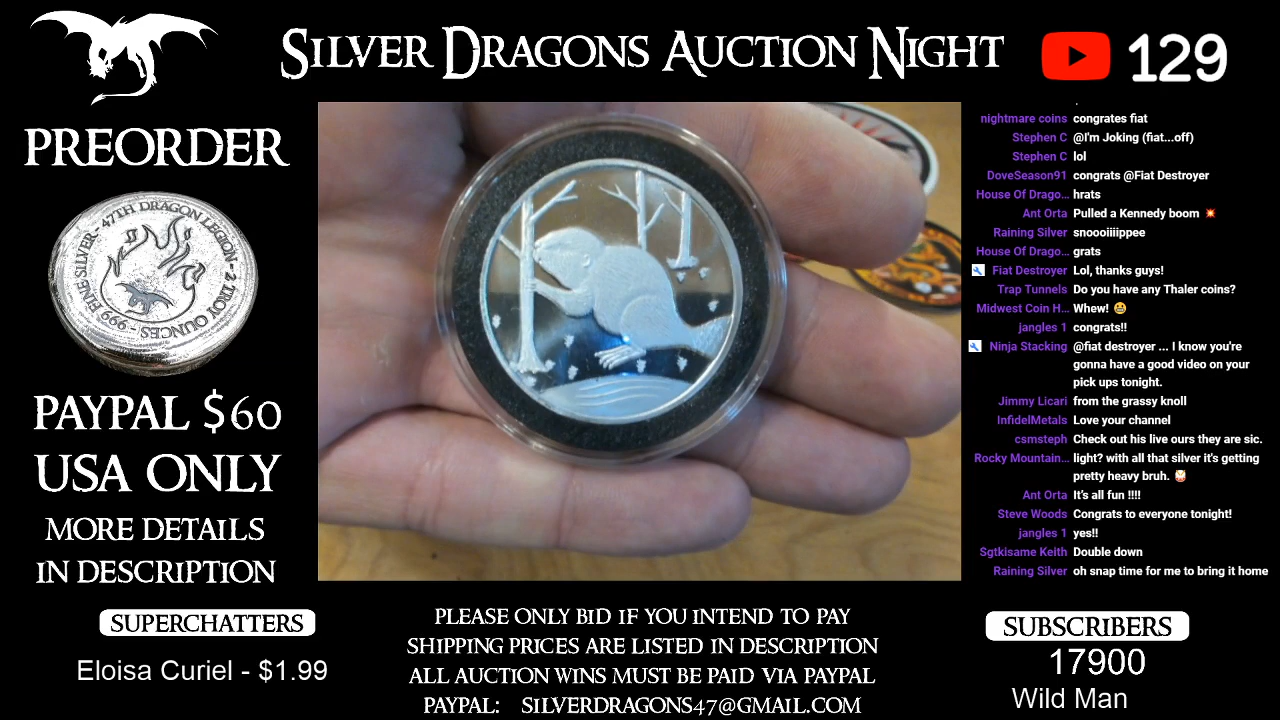 SILVER DRAGONS AUCTION NIGHT
129
PREORDER
47TH DRAGON LEGION - 2 TROY OUNCES - .999 FINE SILVER -
PAYPAL $60
USA ONLY
MORE DETAILS
IN DESCRIPTION
nightmare coins congrates fiat
Stephen C @I'm Joking (fiat...off)
Stephen C lol
DoveSeason91 congrats @Fiat Destroyer
House Of Drago... hrats
Ant Orta Pulled a Kennedy boom 💥
Raining Silver snoooiiiippee
House Of Drago... grats
Fiat Destroyer Lol, thanks guys!
Trap Tunnels Do you have any Thaler coins?
Midwest Coin H... Whew! 😬
jangles 1 congrats!!
Ninja Stacking @fiat destroyer ... I know you're
gonna have a good video on your
pick ups tonight.
Jimmy Licari from the grassy knoll
InfidelMetals Love your channel
csmsteph Check out his live ours they are sic.
Rocky Mountain... light? with all that silver it's getting
pretty heavy bruh.
Ant Orta It's all fun !!!!
Steve Woods Congrats to everyone tonight!
jangles 1 yes!!
Sgtkisame Keith Double down
Raining Silver oh snap time for me to bring it home
SUPERCHATTERS
Eloisa Curiel - $1.99
PLEASE ONLY BID IF YOU INTEND TO PAY
SHIPPING PRICES ARE LISTED IN DESCRIPTION
ALL AUCTION WINS MUST BE PAID VIA PAYPAL
PAYPAL: SILVERDRAGONS47@GMAIL.COM
SUBSCRIBERS
17900
Wild Man